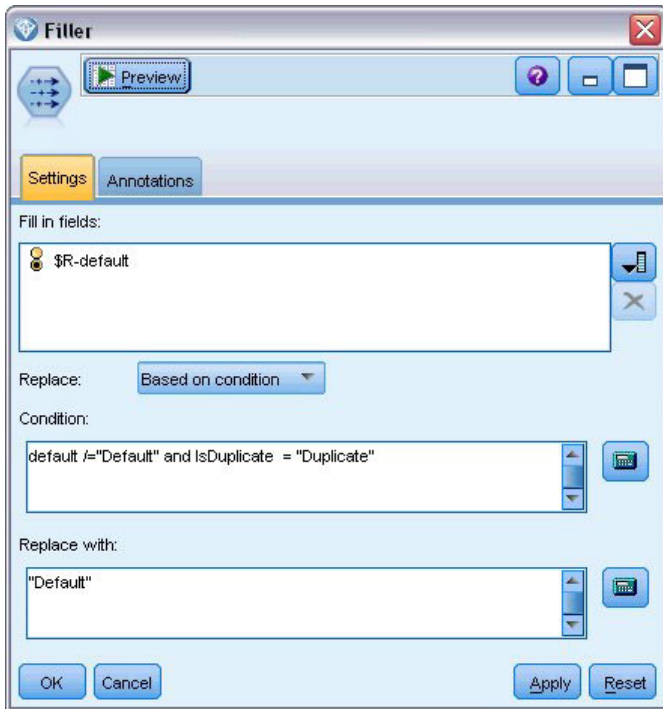 Filler
Preview
Settings
Annotations
Fill in fields:
$R-default
Replace:
Based on condition
Condition:
default /="Default" and IsDuplicate = "Duplicate"
Replace with:
"Default"
OK
Cancel
Apply
Reset